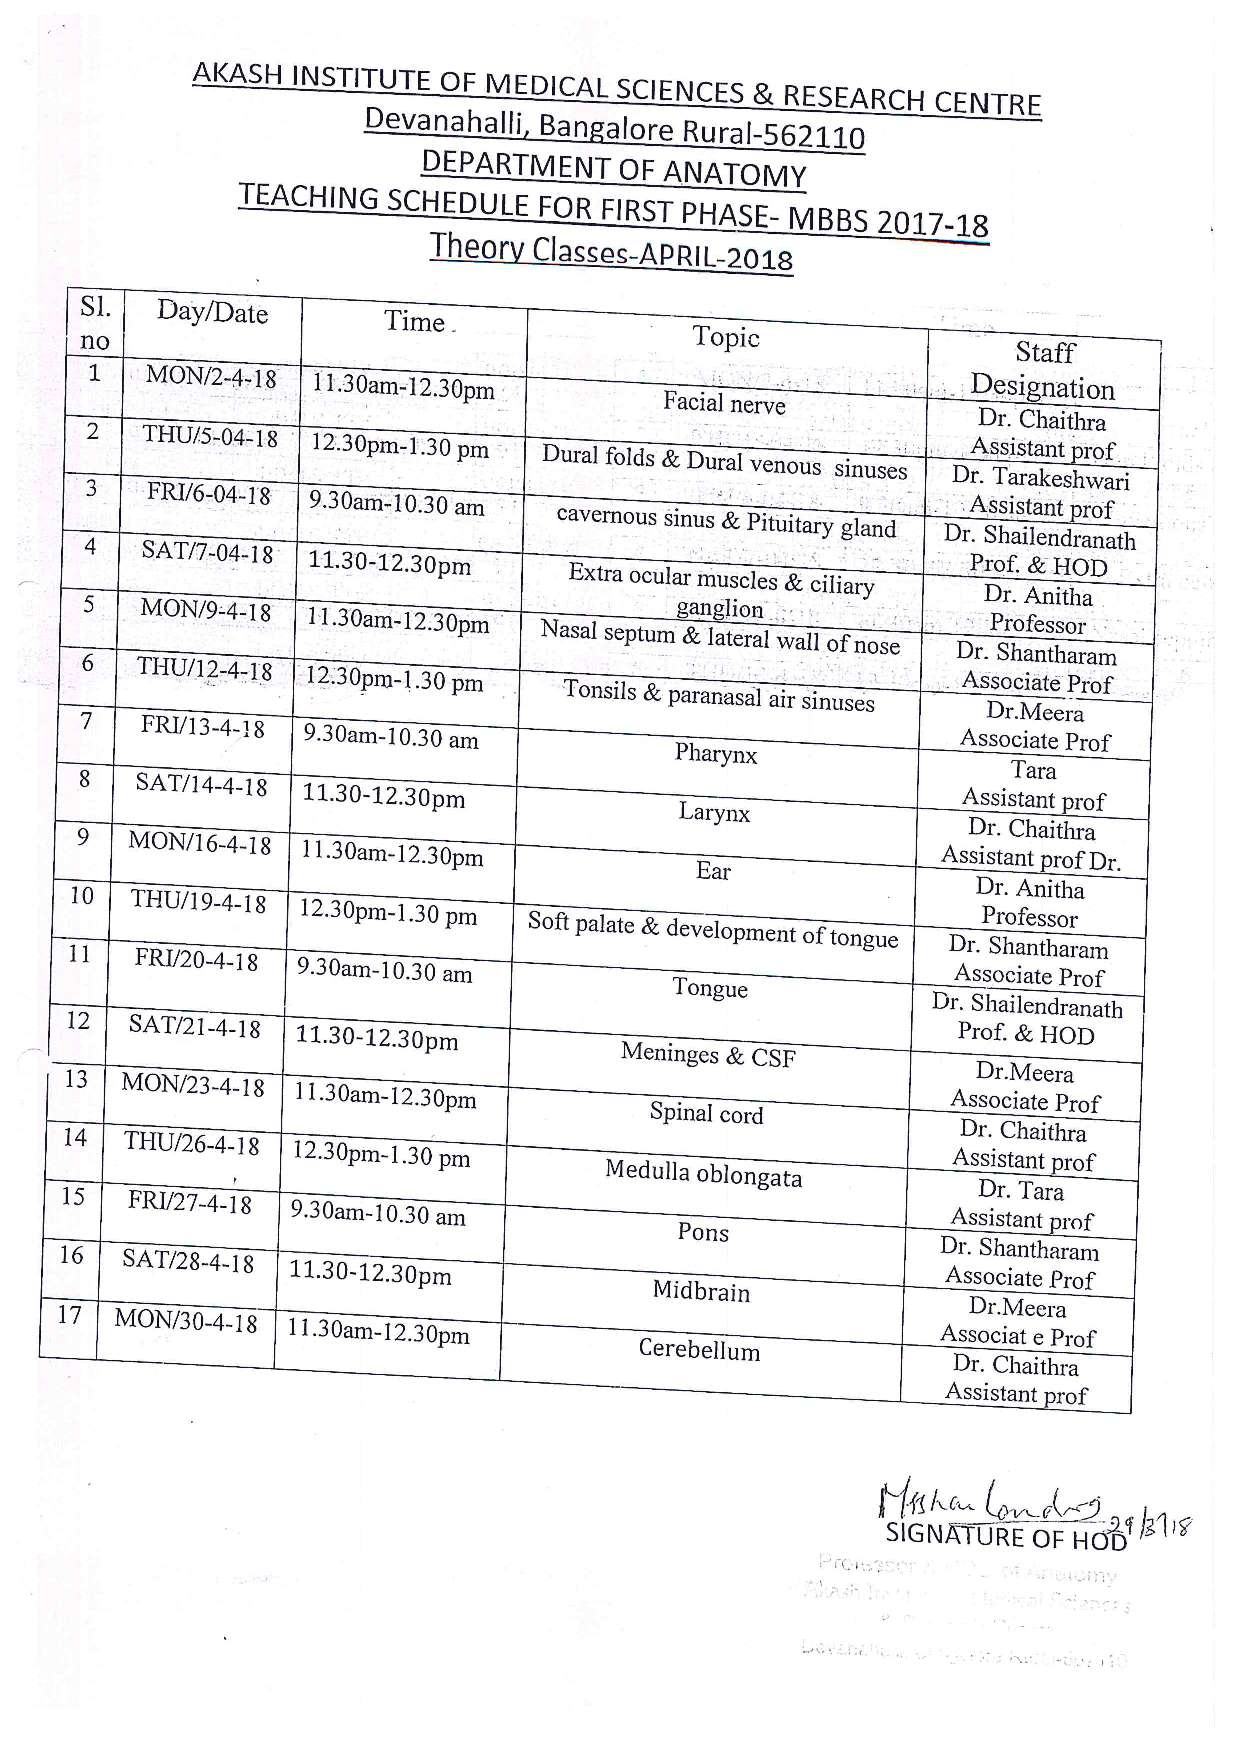 AKASH INSTITUTE OF MEDICAL SCIENCES & RESEARCH CENTRE
Devanahalli, Bangalore Rural-562110
DEPARTMENT OF ANATOMY
TEACHING SCHEDULE FOR FIRST PHASE- MBBS 2017-18
Theory Classes-APRIL-2018
Sl. no Day/Date Time Topic Staff Designation
1 MON/2-4-18 11.30am-12.30pm Facial nerve Dr. Chaithra Assistant prof
2 THU/5-04-18 12.30pm-1.30 pm Dural folds & Dural venous sinuses Dr. Tarakeshwari Assistant prof
3 FRI/6-04-18 9.30am-10.30 am cavernous sinus & Pituitary gland Dr. Shailendranath Prof. & HOD
4 SAT/7-04-18 11.30-12.30pm Extra ocular muscles & ciliary ganglion Dr. Anitha Professor
5 MON/9-4-18 11.30am-12.30pm Nasal septum & lateral wall of nose Dr. Shantharam Associate Prof
6 THU/12-4-18 12.30pm-1.30 pm Tonsils & paranasal air sinuses Dr.Meera Associate Prof
7 FRI/13-4-18 9.30am-10.30 am Pharynx Tara Assistant prof
8 SAT/14-4-18 11.30-12.30pm Larynx Dr. Chaithra Assistant prof Dr.
9 MON/16-4-18 11.30am-12.30pm Ear Dr. Anitha Professor
10 THU/19-4-18 12.30pm-1.30 pm Soft palate & development of tongue Dr. Shantharam Associate Prof
11 FRI/20-4-18 9.30am-10.30 am Tongue Dr. Shailendranath Prof. & HOD
12 SAT/21-4-18 11.30-12.30pm Meninges & CSF Dr.Meera Associate Prof
13 MON/23-4-18 11.30am-12.30pm Spinal cord Dr. Chaithra Assistant prof
14 THU/26-4-18 12.30pm-1.30 pm Medulla oblongata Dr. Tara Assistant prof
15 FRI/27-4-18 9.30am-10.30 am Pons Dr. Shantharam Associate Prof
16 SAT/28-4-18 11.30-12.30pm Midbrain Dr.Meera Associat e Prof
17 MON/30-4-18 11.30am-12.30pm Cerebellum Dr. Chaithra Assistant prof
29/3/18
SIGNATURE OF HOD
Professor of Anatomy
Akash Sciences